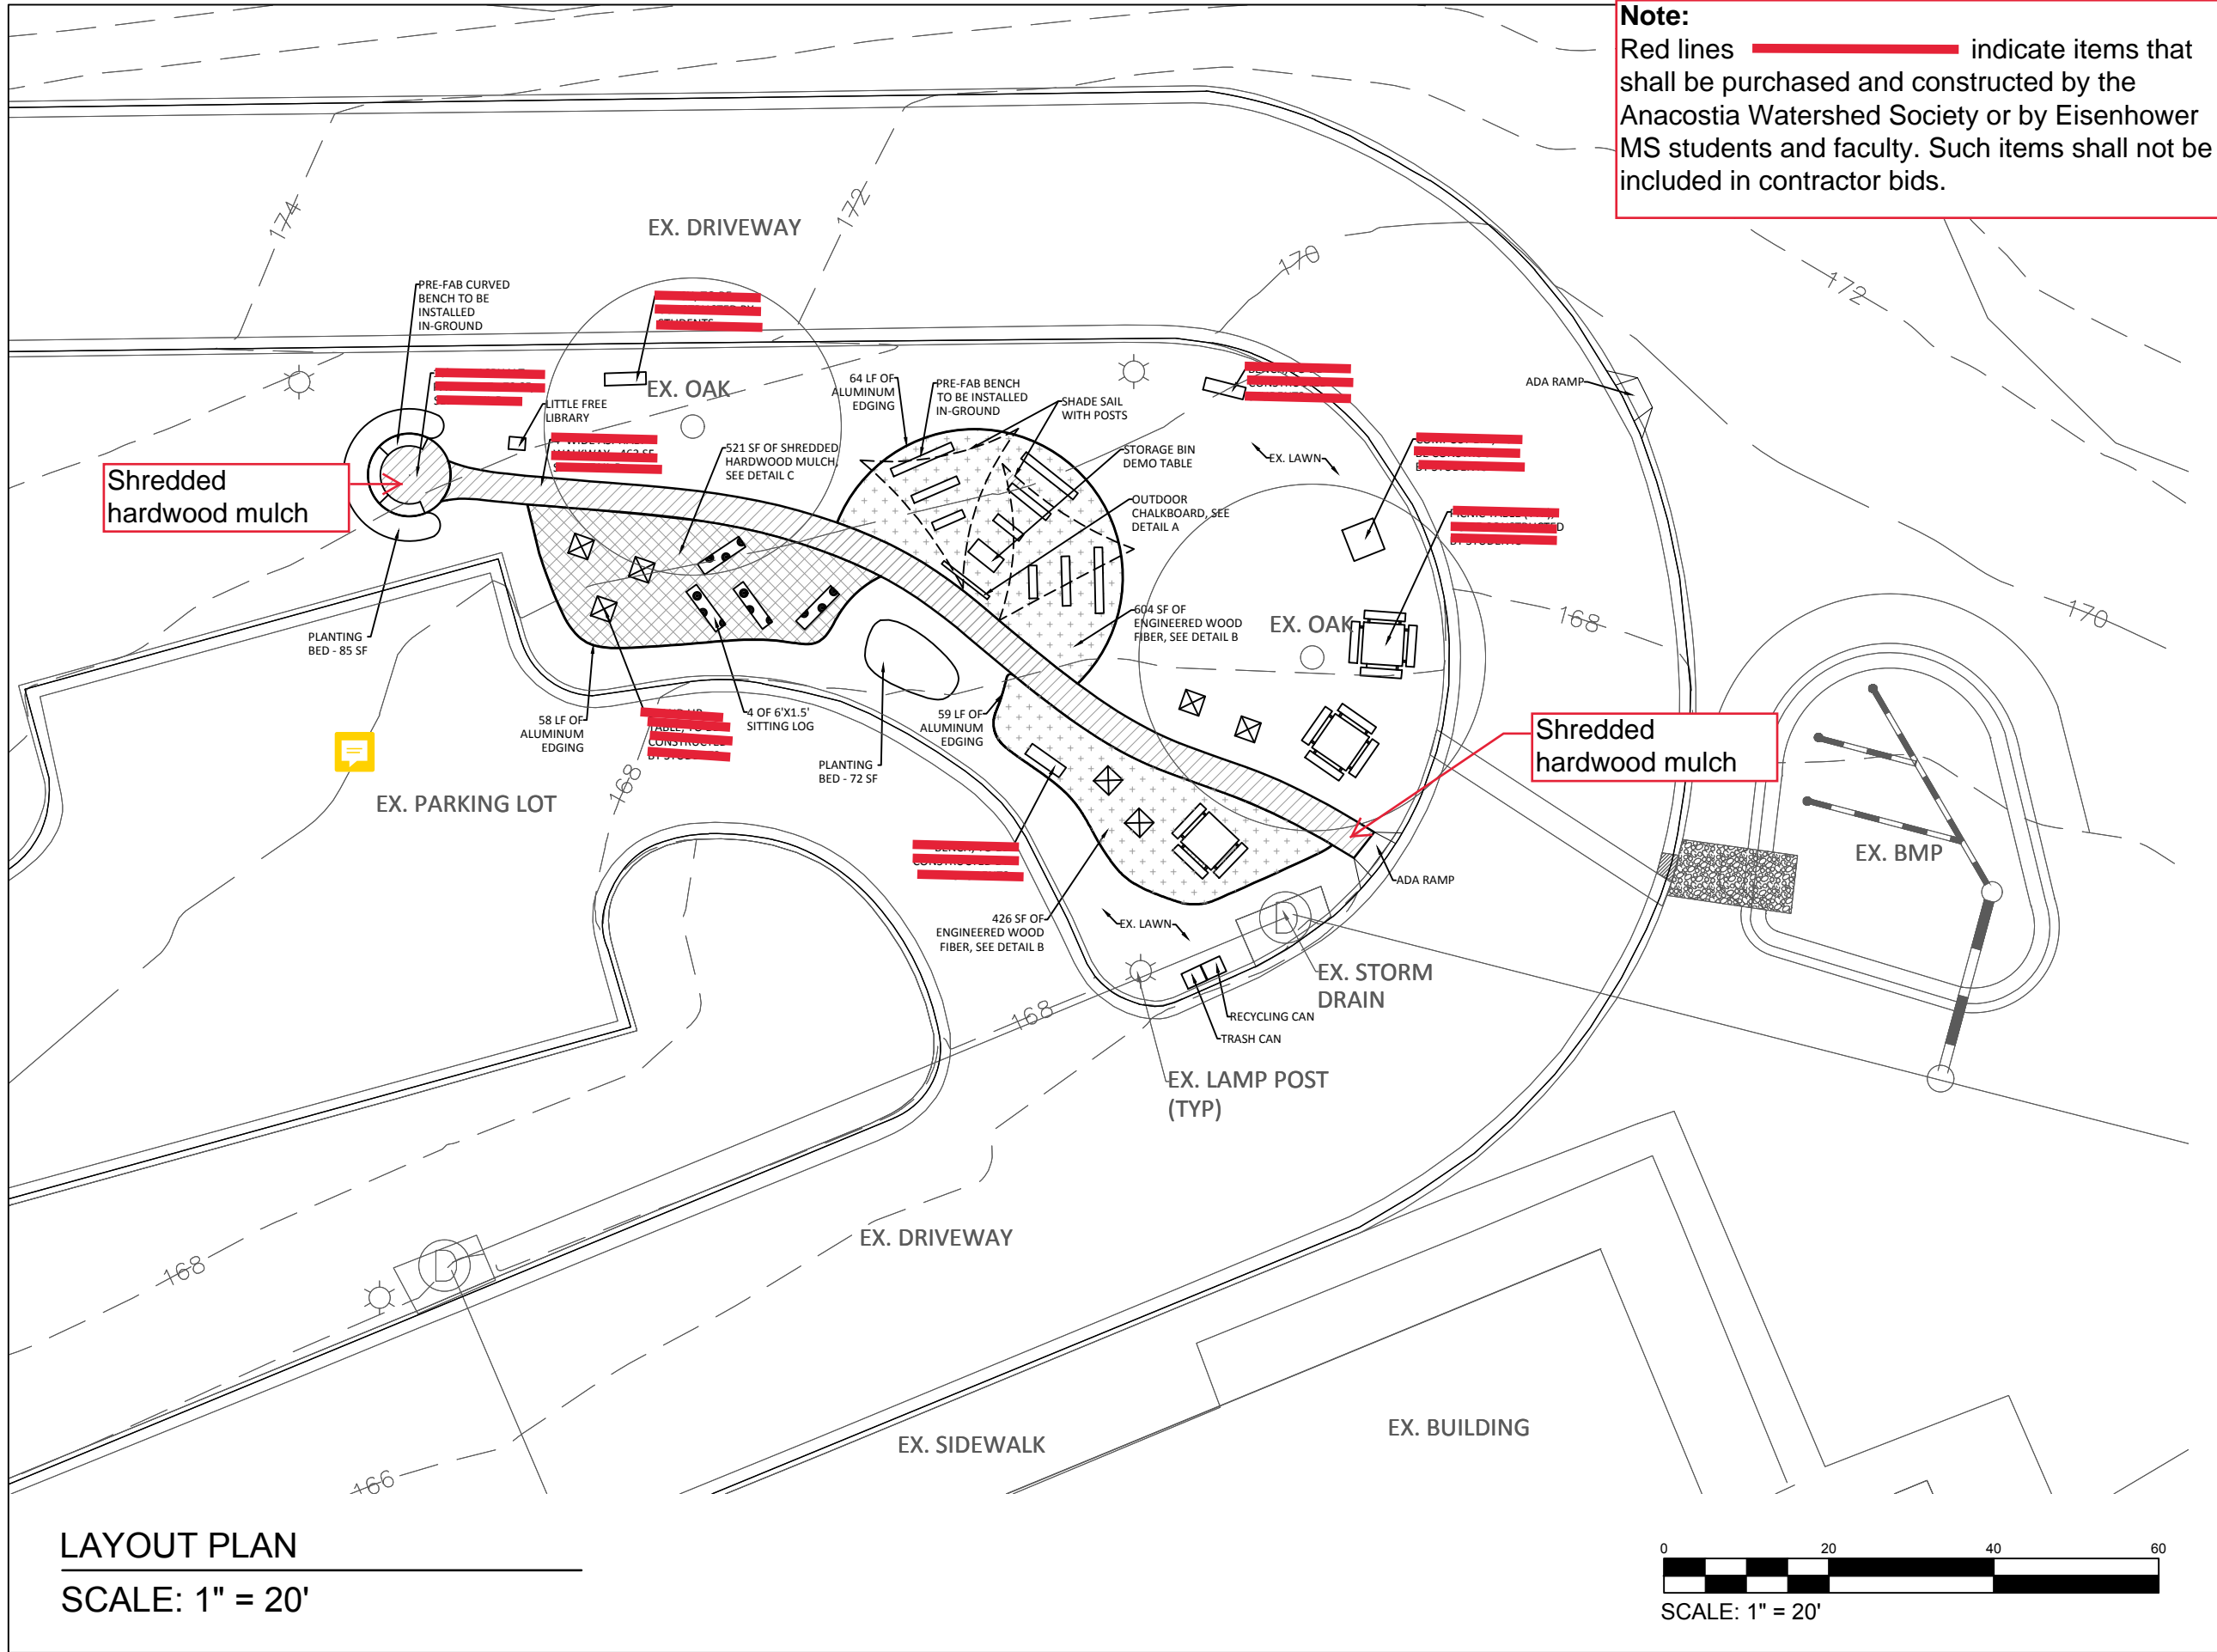 Note:
Red lines indicate items that
shall be purchased and constructed by the
Anacostia Watershed Society or by Eisenhower
MS students and faculty. Such items shall not be
included in contractor bids.
174
172
EX. DRIVEWAY
170
172
PRE-FAB CURVED
BENCH TO BE
INSTALLED
IN-GROUND
STUDENTS
EX. OAK
64 LF OF
ALUMINUM
EDGING
PRE-FAB BENCH
TO BE INSTALLED
IN-GROUND
SHADE SAIL
WITH POSTS
ADA RAMP
LITTLE FREE
LIBRARY
521 SF OF SHREDDED
HARDWOOD MULCH,
SEE DETAIL C
STORAGE BIN
DEMO TABLE
EX. LAWN
Shredded
hardwood mulch
OUTDOOR
CHALKBOARD, SEE
DETAIL A
604 SF OF
ENGINEERED WOOD
FIBER, SEE DETAIL B
EX. OAK
168
170
PLANTING
BED - 85 SF
58 LF OF
ALUMINUM
EDGING
CONSTRUCTED
4 OF 6'X1.5'
SITTING LOG
PLANTING
BED - 72 SF
59 LF OF
ALUMINUM
EDGING
Shredded
hardwood mulch
168
EX. PARKING LOT
EX. BMP
ADA RAMP
426 SF OF
ENGINEERED WOOD
FIBER, SEE DETAIL B
EX. LAWN
D
EX. STORM
DRAIN
168
RECYCLING CAN
TRASH CAN
EX. LAMP POST
(TYP)
EX. DRIVEWAY
168
D
EX. SIDEWALK
EX. BUILDING
166
LAYOUT PLAN
SCALE: 1" = 20'
0 20 40 60
SCALE: 1" = 20'